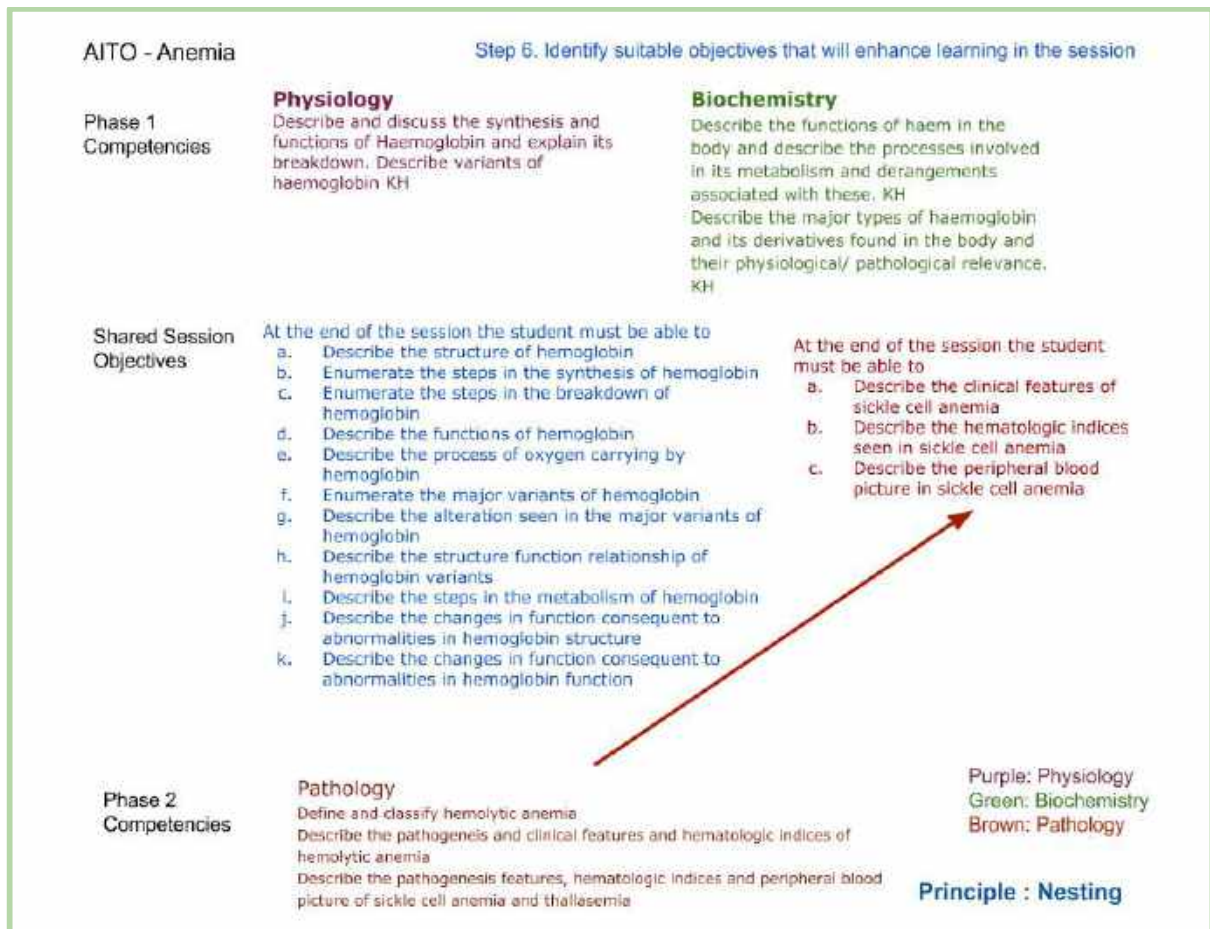 AITO - Anemia
Step 6. Identify suitable objectives that will enhance learning in the session
Phase 1
Competencies
Physiology
Describe and discuss the synthesis and
functions of Haemoglobin and explain its
breakdown. Describe variants of
haemoglobin KH
Biochemistry
Describe the functions of haem in the
body and describe the processes involved
in its metabolism and derangements
associated with these. KH
Describe the major types of haemoglobin
and its derivatives found in the body and
their physiological/ pathological relevance.
KH
Shared Session
Objectives
At the end of the session the student must be able to
a. Describe the structure of hemoglobin
b. Enumerate the steps in the synthesis of hemoglobin
c. Enumerate the steps in the breakdown of
hemoglobin
d. Describe the functions of hemoglobin
e. Describe the process of oxygen carrying by
hemoglobin
f. Enumerate the major variants of hemoglobin
g. Describe the alteration seen in the major variants of
hemoglobin
h. Describe the structure function relationship of
hemoglobin variants
i. Describe the steps in the metabolism of hemoglobin
j. Describe the changes in function consequent to
abnormalities in hemoglobin structure
k. Describe the changes in function consequent to
abnormalities in hemoglobin function
At the end of the session the student
must be able to
a. Describe the clinical features of
sickle cell anemia
b. Describe the hematologic indices
seen in sickle cell anemia
c. Describe the peripheral blood
picture in sickle cell anemia
Phase 2
Competencies
Pathology
Define and classify hemolytic anemia
Describe the pathogeneis and clinical features and hematologic indices of
hemolytic anemia
Describe the pathogenesis features, hematologic indices and peripheral blood
picture of sickle cell anemia and thallasemia
Purple: Physiology
Green: Biochemistry
Brown: Pathology
Principle : Nesting